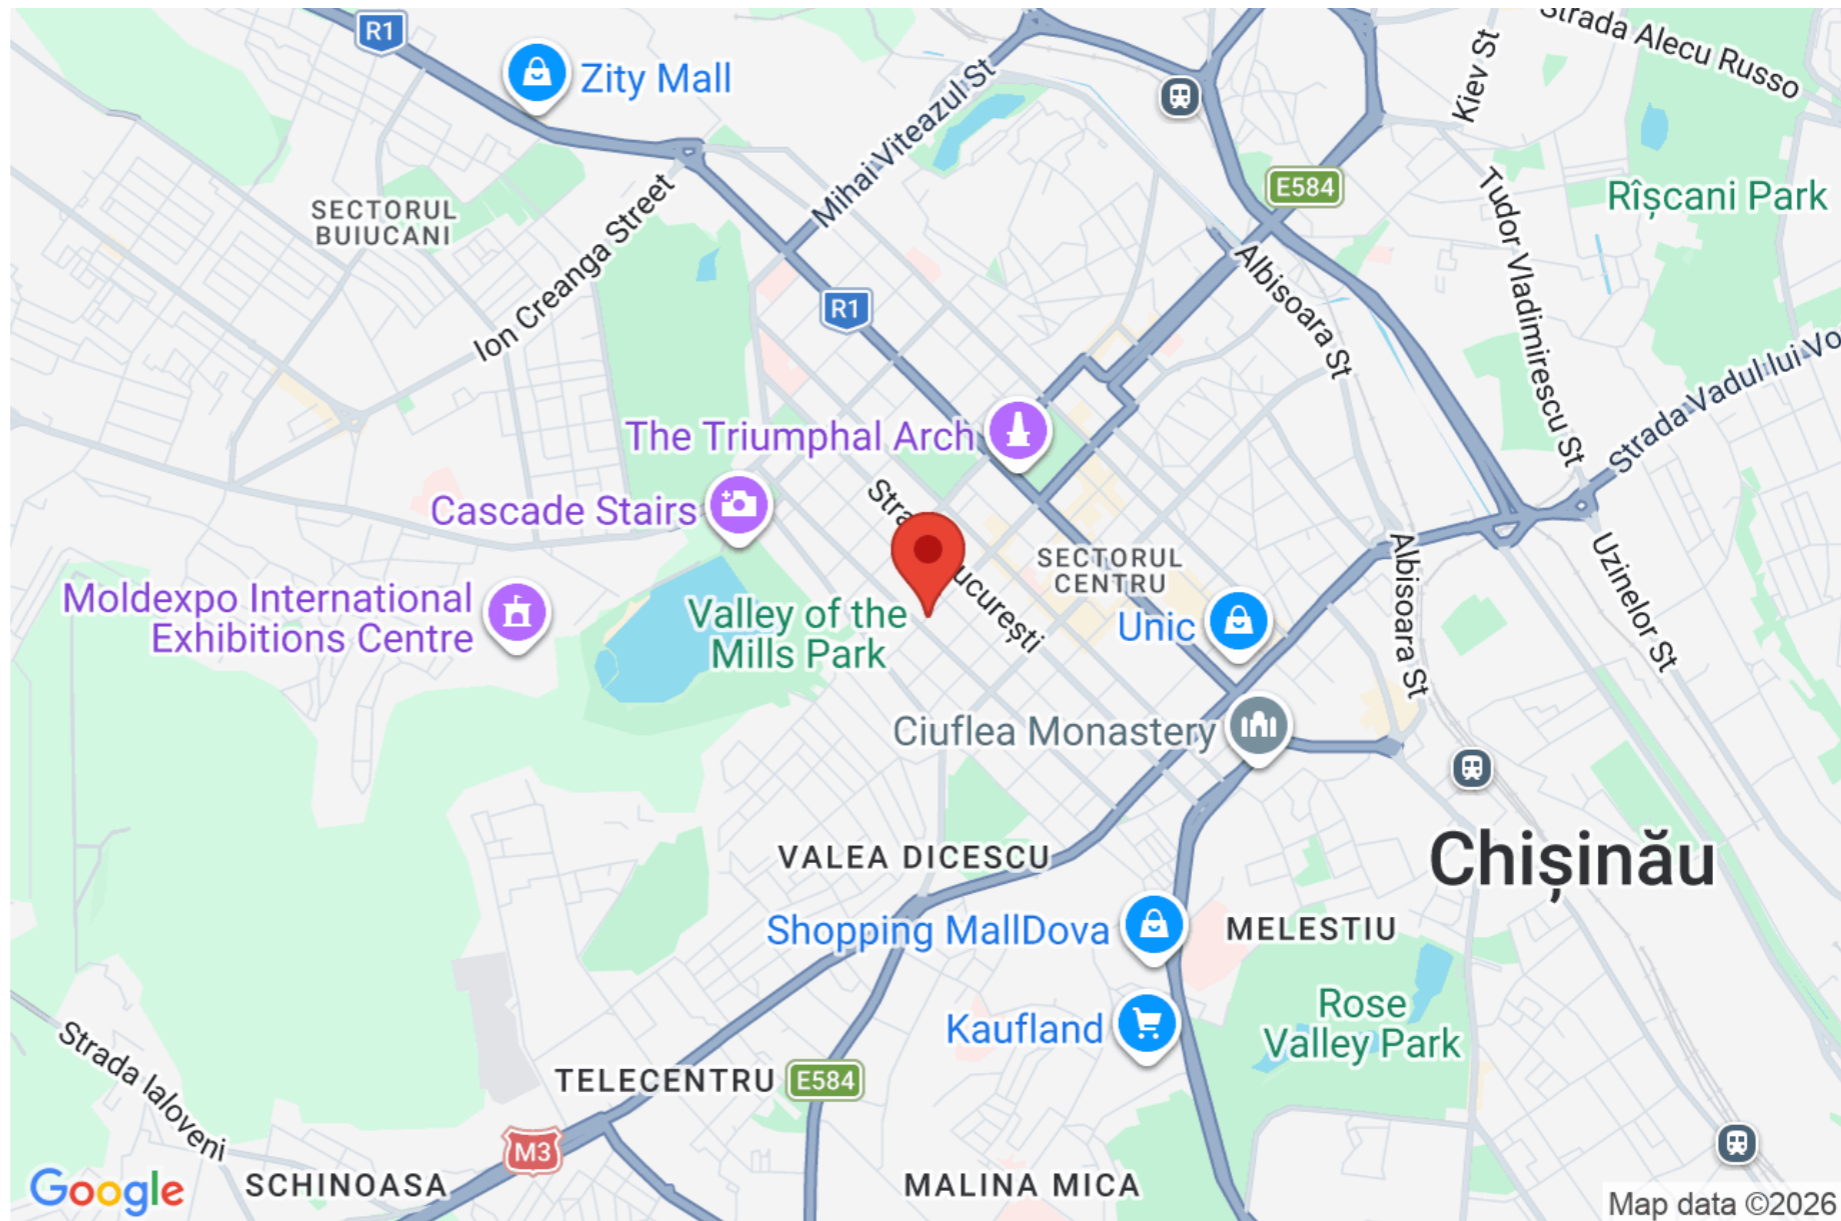 Strada Alecu Russo
R1
Zity Mall
Kiev St
Mihai Viteazul St
E584
Rîșcani Park
SECTORUL
BUIUCANI
Tudor Vladimirescu St
Ion Creanga Street
Albisoara St
R1
Strada Vadul lui Vo
The Triumphal Arch
Cascade Stairs
Stra
ucurești
SECTORUL
CENTRU
Albisoara St
Uzinelor St
Moldexpo International
Exhibitions Centre
Valley of the
Mills Park
Unic
Ciuflea Monastery
Chișinău
VALEA DICESCU
Shopping MallDova
MELESTIU
Kaufland
Rose
Valley Park
Strada Ialoveni
TELECENTRU
E584
M3
SCHINOASA
MALINA MICA
Google
Map data ©2026